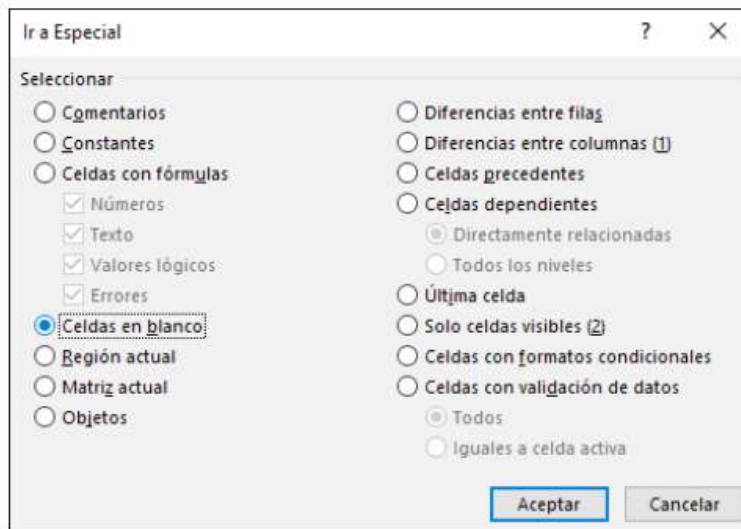 Ir a Especial
?
Seleccionar
Comentarios
Constantes
Celdas con fórmulas
Números
Texto
Valores lógicos
Errores
Celdas en blanco
Región actual
Matriz actual
Objetos
Diferencias entre filas
Diferencias entre columnas (1)
Celdas precedentes
Celdas dependientes
Directamente relacionadas
Todos los niveles
Última celda
Solo celdas visibles (2)
Celdas con formatos condicionales
Celdas con validación de datos
Todos
Iguales a celda activa
Aceptar
Cancelar